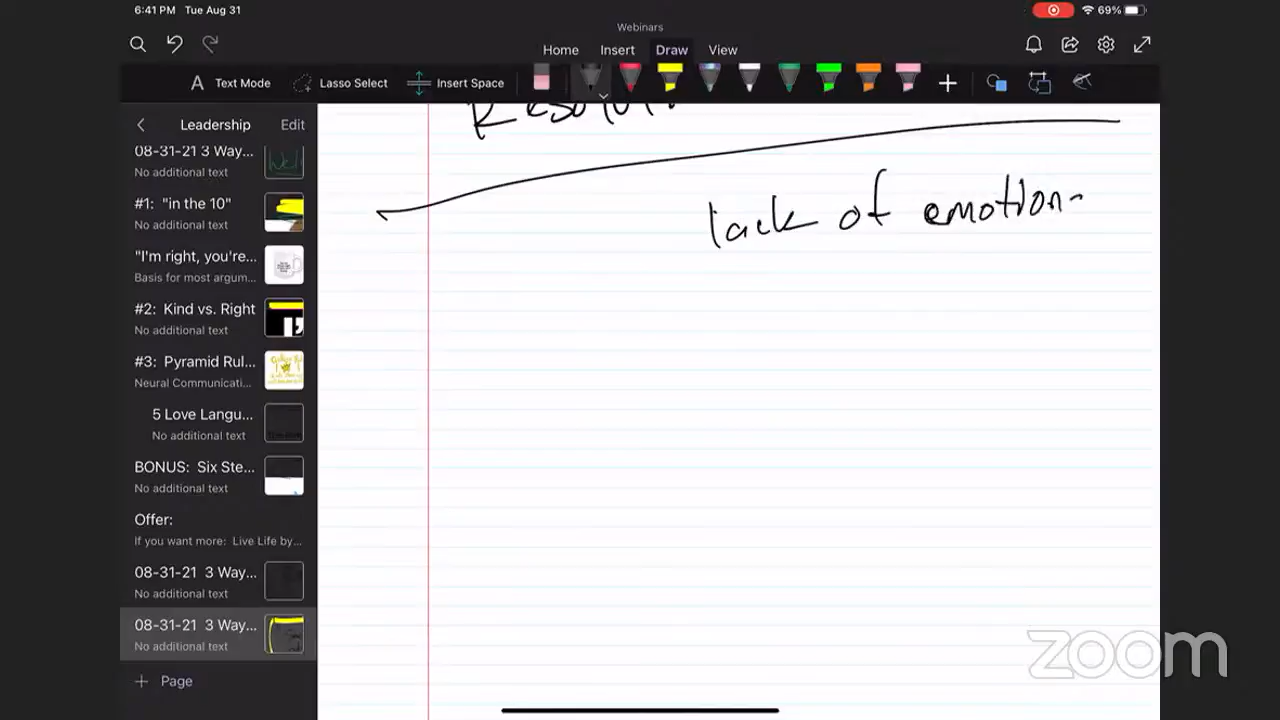 6:41 PM Tue Aug 31
69%
Webinars
Home Insert Draw View
Text Mode Lasso Select Insert Space
Leadership Edit
08-31-21 3 Way...
No additional text
#1: "in the 10"
No additional text
"I'm right, you're...
Basis for most argum...
#2: Kind vs. Right
No additional text
#3: Pyramid Rul...
Neural Communicati...
5 Love Langu...
No additional text
BONUS: Six Ste...
No additional text
Offer:
If you want more: Live Life by...
08-31-21 3 Way...
No additional text
08-31-21 3 Way...
No additional text
+ Page
lack of emotion-
zoom